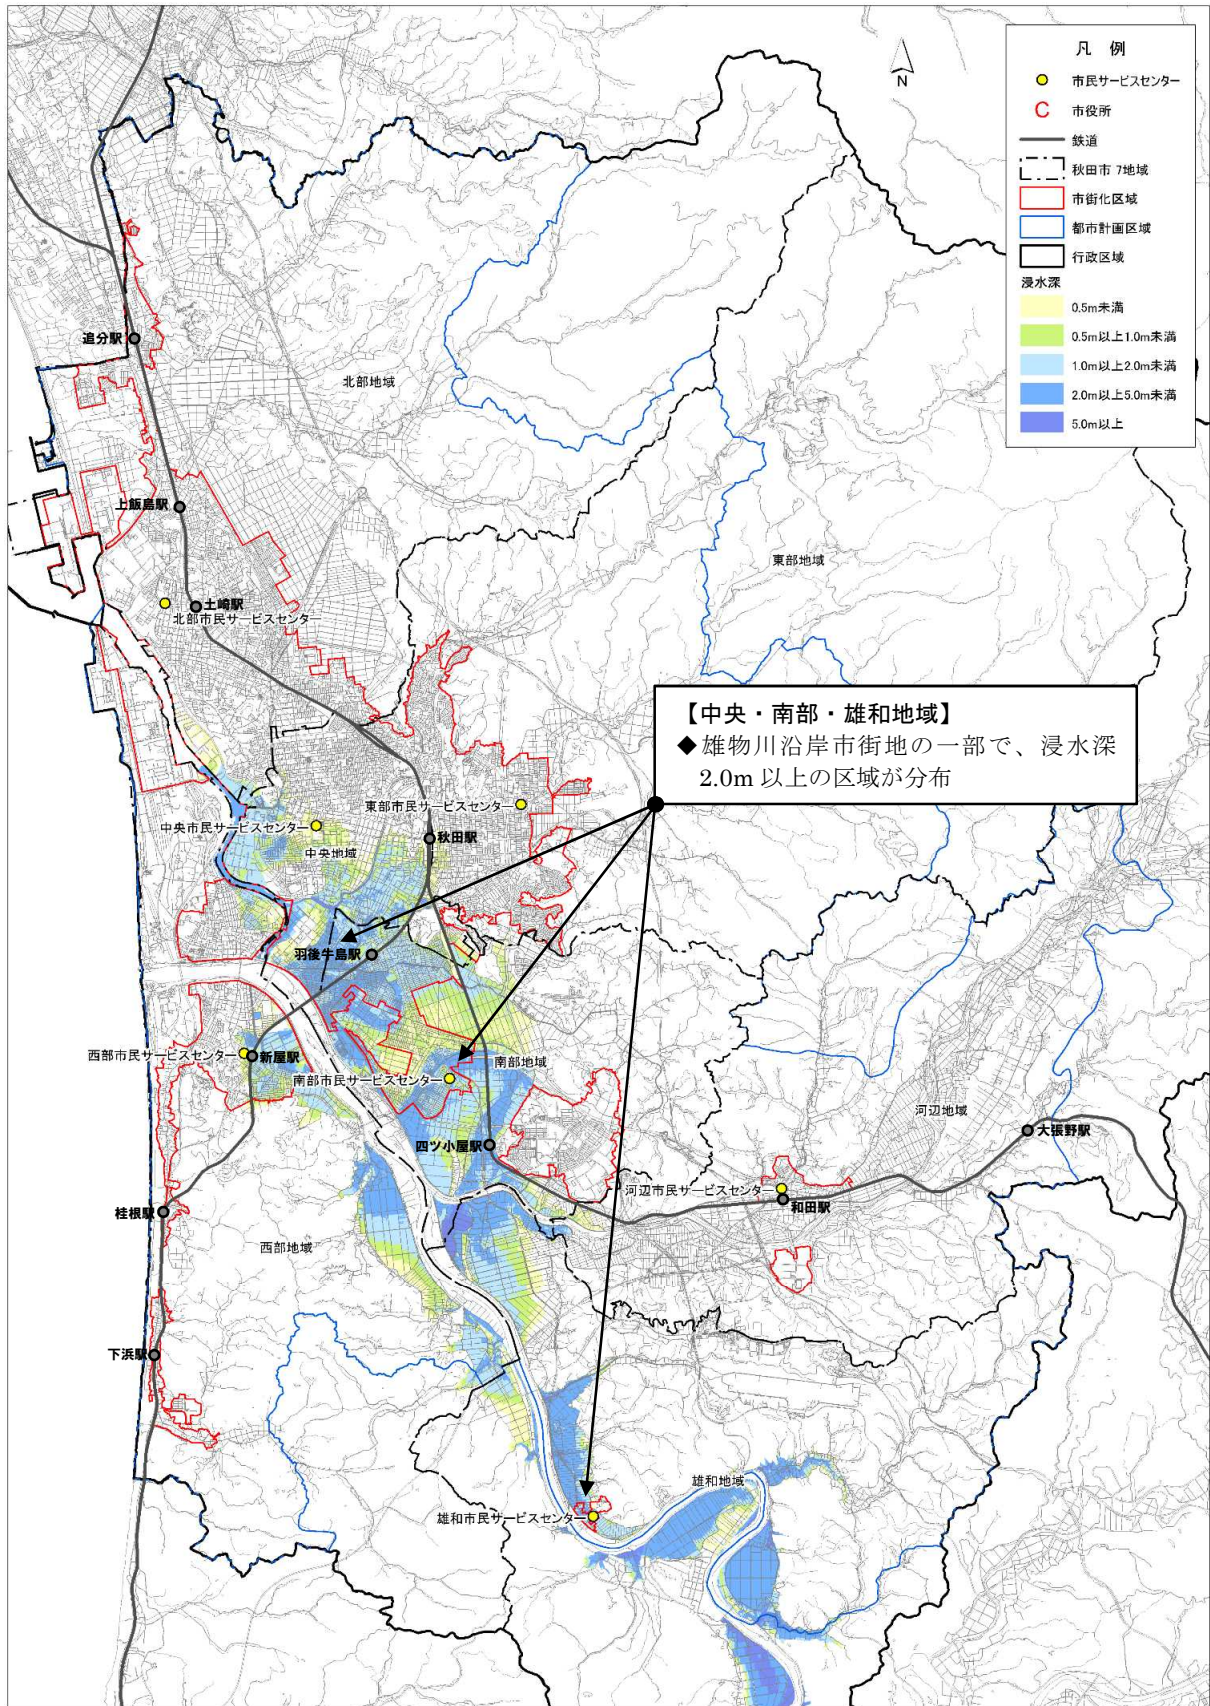 凡 例
市民サービスセンター
C 市役所
鉄道
秋田市 7地域
市街化区域
都市計画区域
行政区域
浸水深
0.5m未満
0.5m以上1.0m未満
1.0m以上2.0m未満
2.0m以上5.0m未満
5.0m以上
N
追分駅
北部地域
上飯島駅
東部地域
土崎駅
北部市民サービスセンター
【中央・南部・雄和地域】
◆雄物川沿岸市街地の一部で、浸水深
2.0m 以上の区域が分布
東部市民サービスセンター
中央市民サービスセンター
秋田駅
中央地域
羽後牛島駅
西部市民サービスセンター
新屋駅
南部地域
南部市民サービスセンター
河辺地域
大張野駅
四ツ小屋駅
河辺市民サービスセンター
和田駅
桂根駅
西部地域
下浜駅
雄和地域
雄和市民サービスセンター